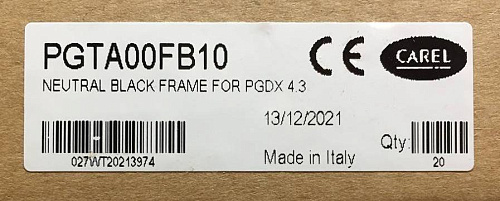 PGTA00FB10
CE
CAREL
NEUTRAL BLACK FRAME FOR PGDX 4.3
13/12/2021
027WT20213974
Made in Italy
Qty:
20